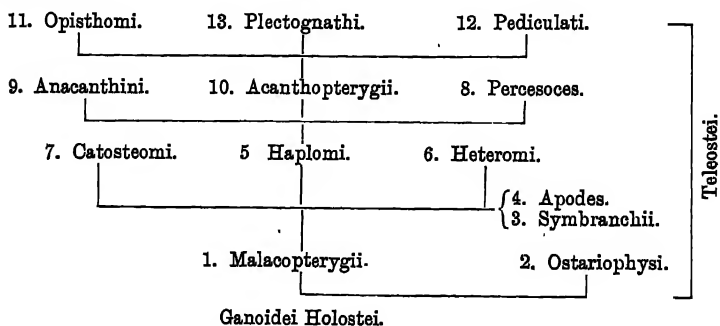 11. Opisthomi. 13. Plectognathi. 12. Pediculati.
9. Anacanthini. 10. Acanthopterygii. 8. Percesoces.
7. Catosteomi. 5 Haplomi. 6. Heteromi.
4. Apodes.
3. Symbranchii.
1. Malacopterygii. 2. Ostariophysi.
Ganoidei Holostei.
Teleostei.